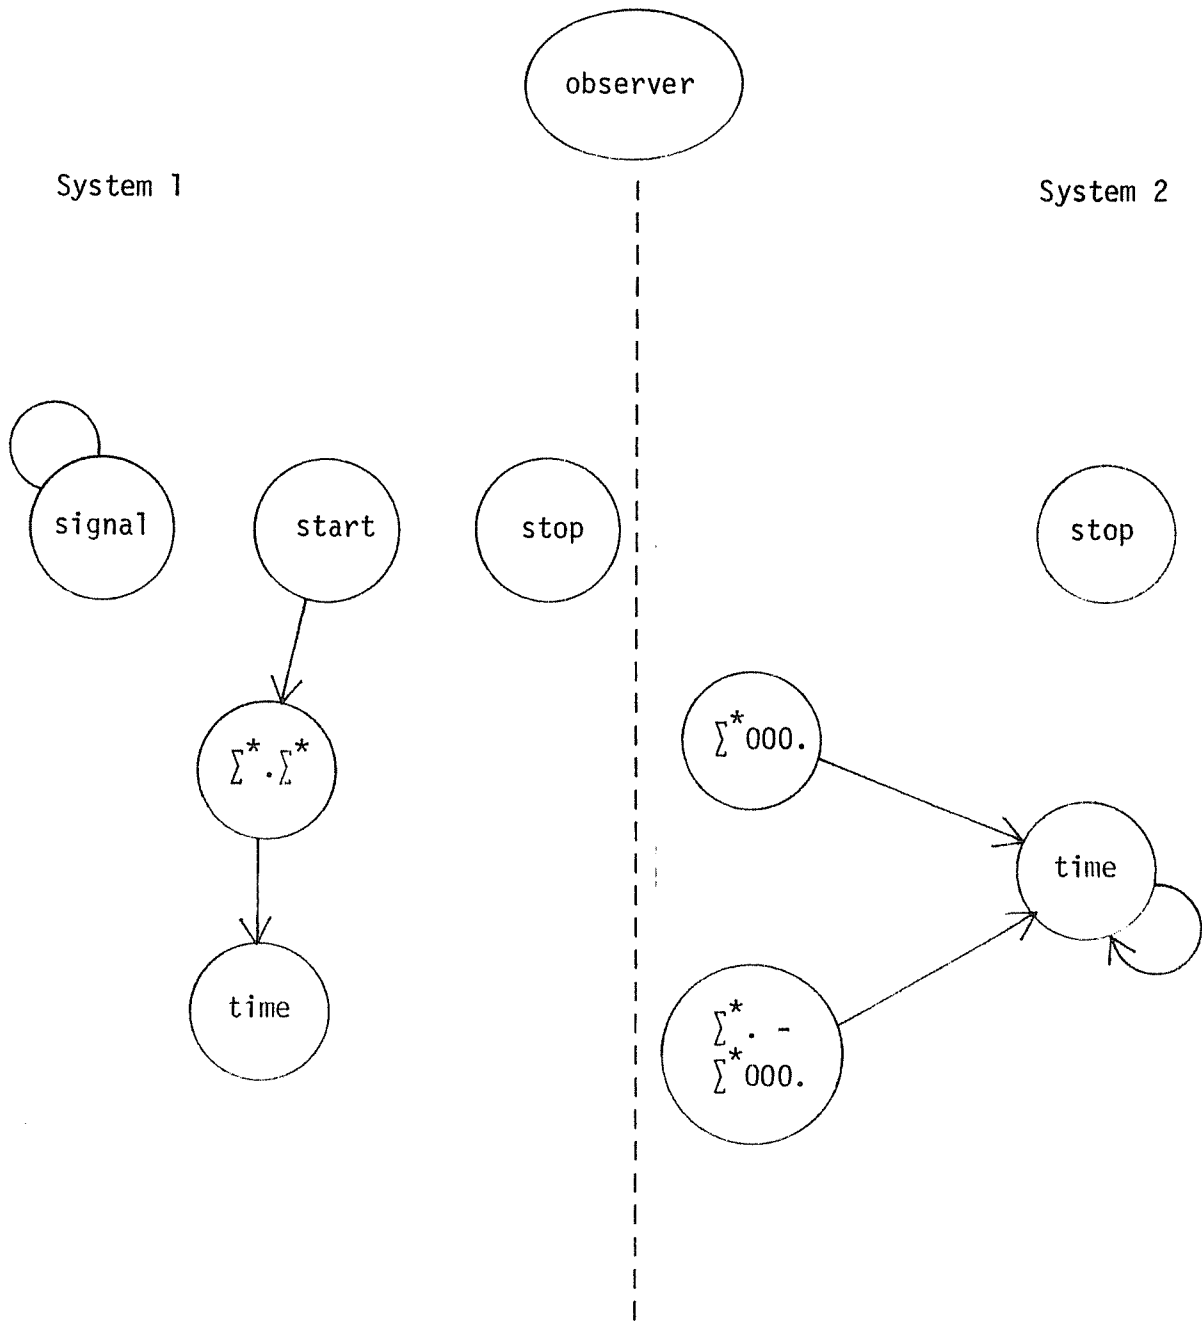 observer
System 1
System 2
signal
start
stop
stop
∑*.∑*
∑*000.
time
time
∑*. -
∑*000.